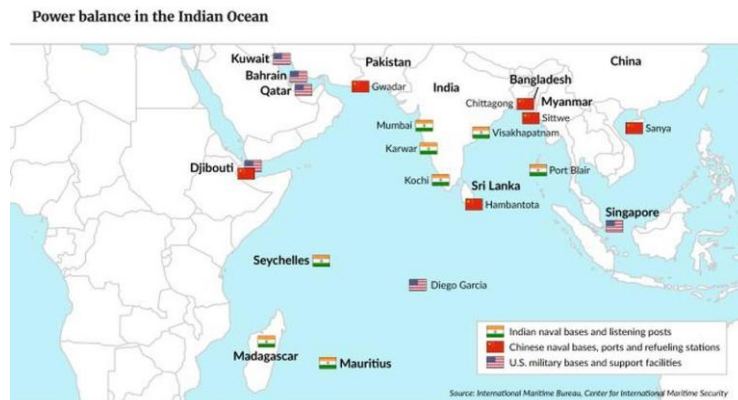 Power balance in the Indian Ocean
Kuwait
Bahrain
Qatar
Pakistan
Gwadar
India
China
Bangladesh
Chittagong
Myanmar
Sittwe
Sanya
Mumbai
Visakhapatnam
Karwar
Djibouti
Port Blair
Kochi
Sri Lanka
Hambantota
Singapore
Seychelles
Diego Garcia
Madagascar
Mauritius
Indian naval bases and listening posts
Chinese naval bases, ports and refueling stations
U.S. military bases and support facilities
Source: International Maritime Bureau, Center for International Maritime Security